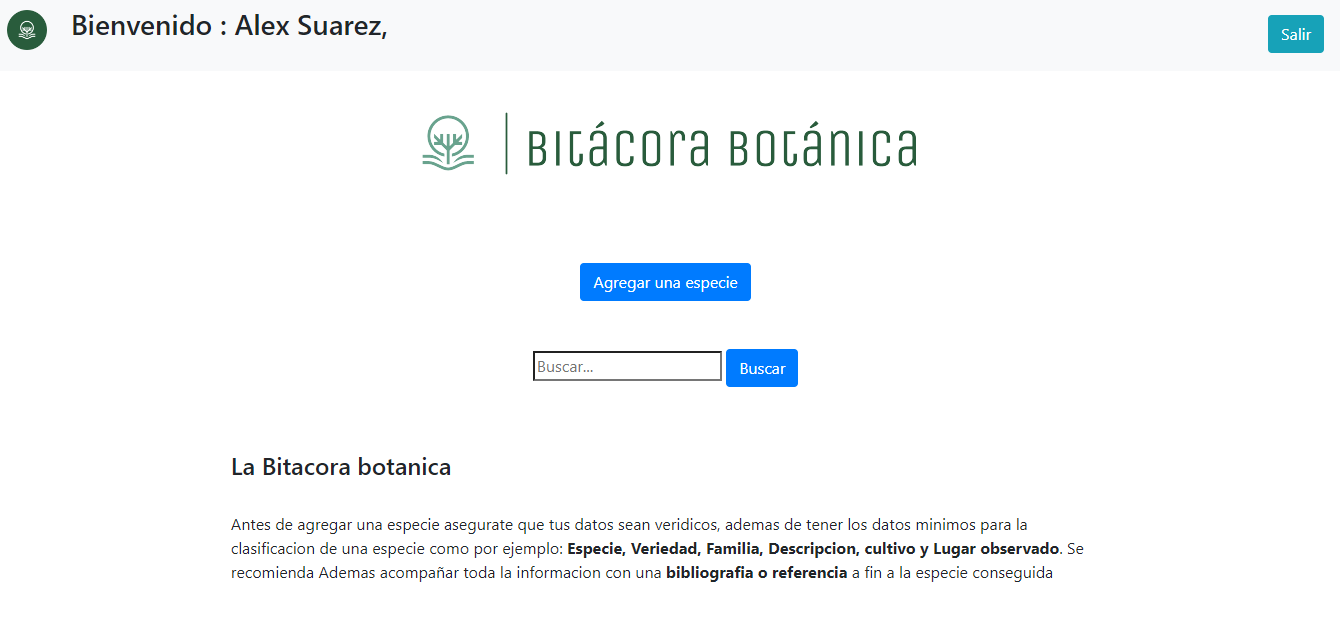 Bienvenido : Alex Suarez,
Salir
Bitácora Botánica
Agregar una especie
Buscar...
Buscar
La Bitacora botanica
Antes de agregar una especie asegurate que tus datos sean veridicos, ademas de tener los datos minimos para la
clasificacion de una especie como por ejemplo: Especie, Veriedad, Familia, Descripcion, cultivo y Lugar observado. Se
recomienda Ademas acompañar toda la informacion con una bibliografia o referencia a fin a la especie conseguida